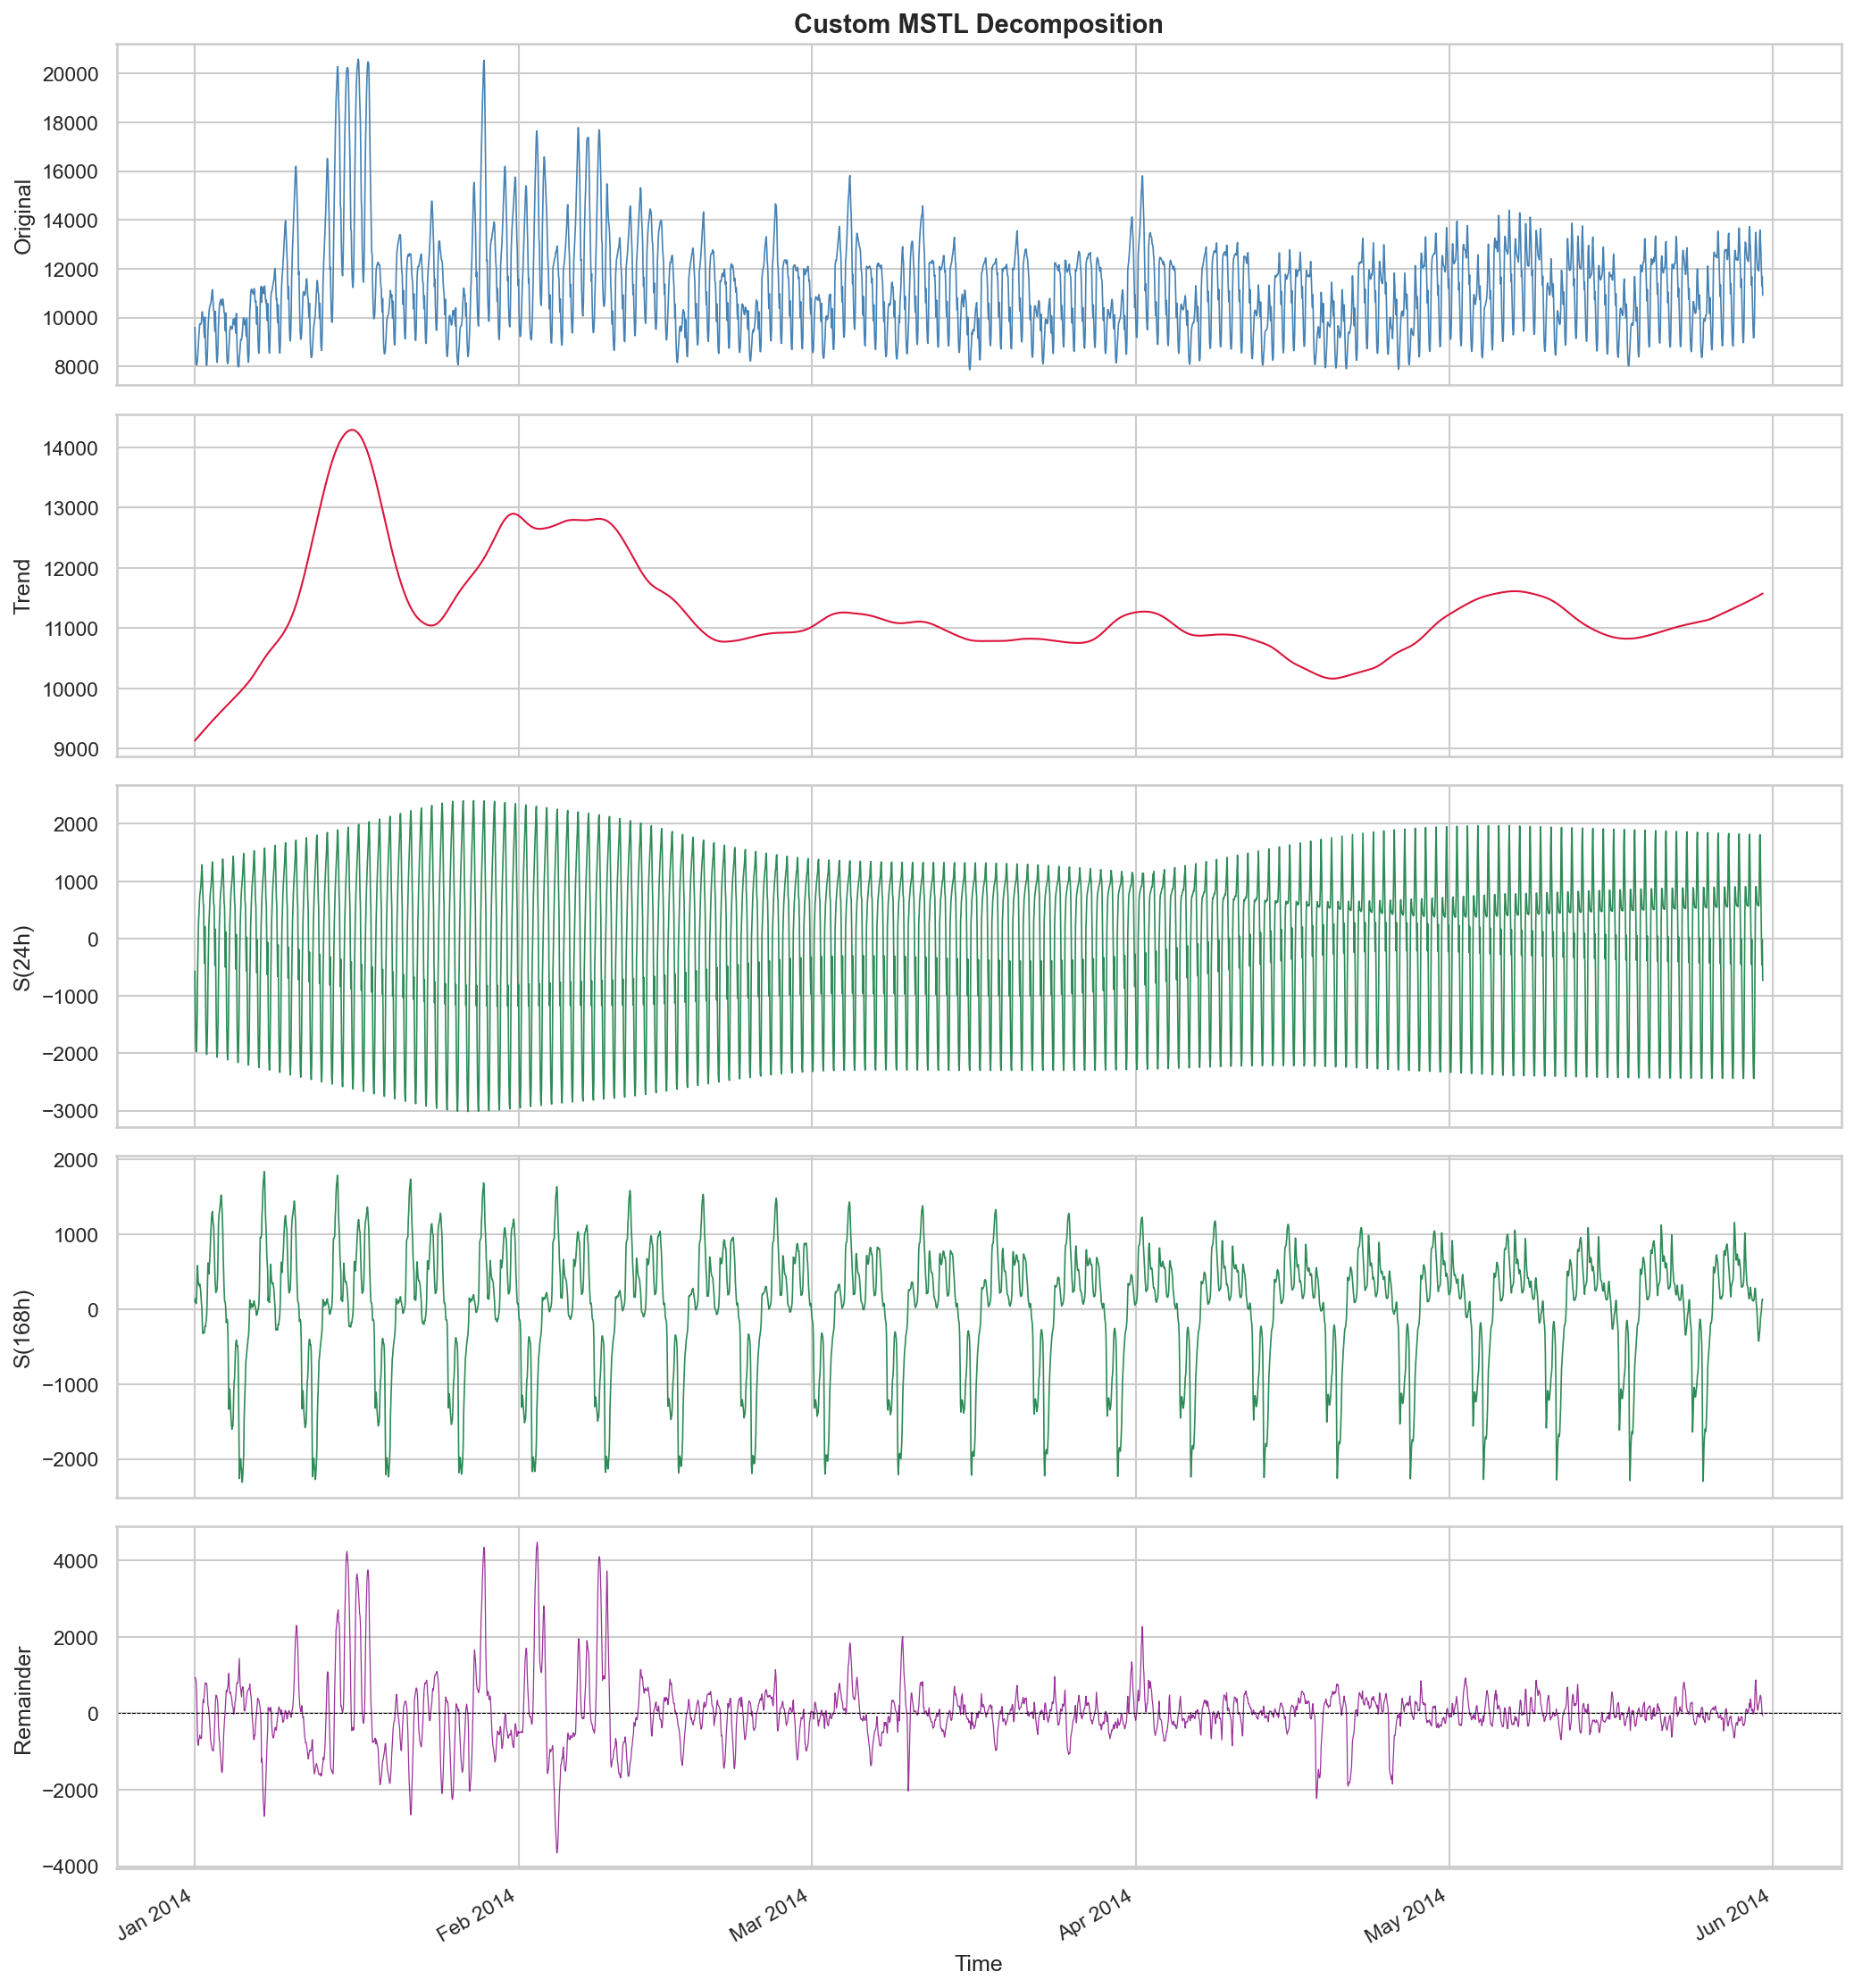 Custom MSTL Decomposition
Original
20000
18000
16000
14000
12000
10000
8000
Trend
14000
13000
12000
11000
10000
9000
S(24h)
2000
1000
0
−1000
−2000
−3000
S(168h)
2000
1000
0
−1000
−2000
Remainder
4000
2000
0
−2000
−4000
Jan 2014
Feb 2014
Mar 2014
Apr 2014
May 2014
Jun 2014
Time